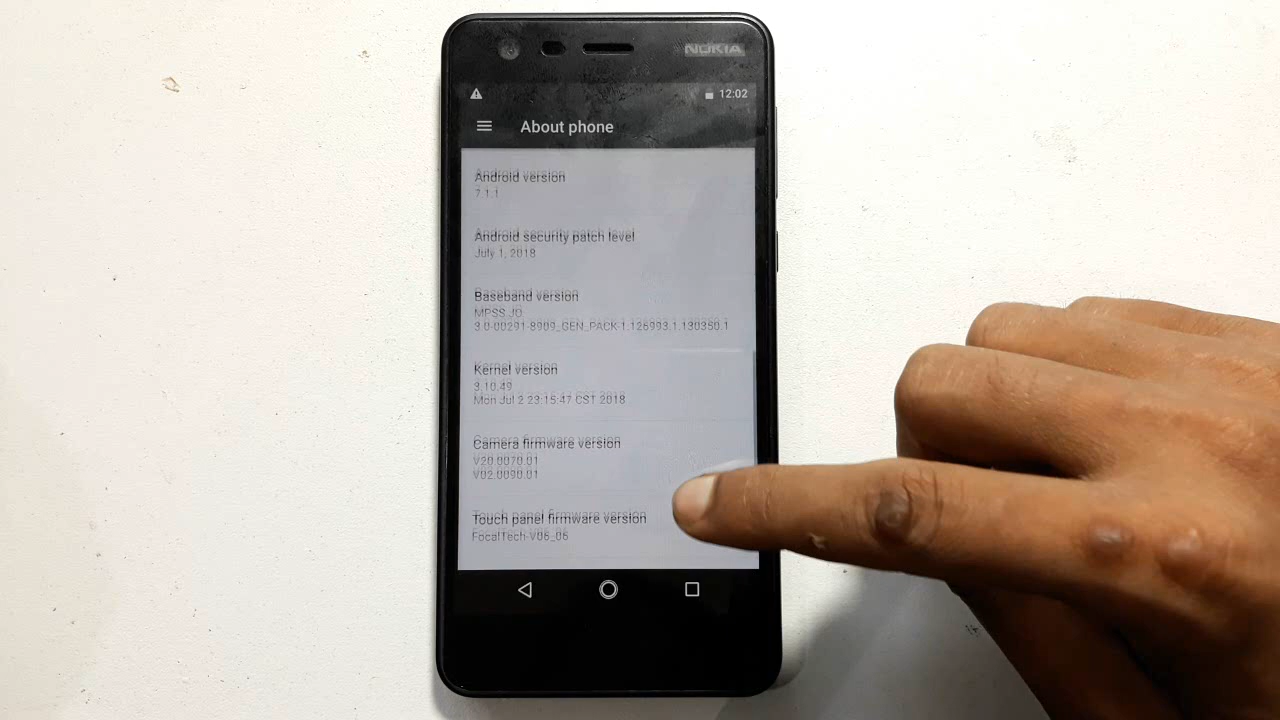 NOKIA
12:02
About phone
Android version
7.1.1
Android security patch level
July 1, 2018
Baseband version
MPSS.JO
3.0-00291-8909_GEN_PACK-1.126993.1.130350.1
Kernel version
3.10.49
Mon Jul 2 23:15:47 CST 2018
Camera firmware version
V20.0070.01
V02.0090.01
Touch panel firmware version
FocalTech-V06_06